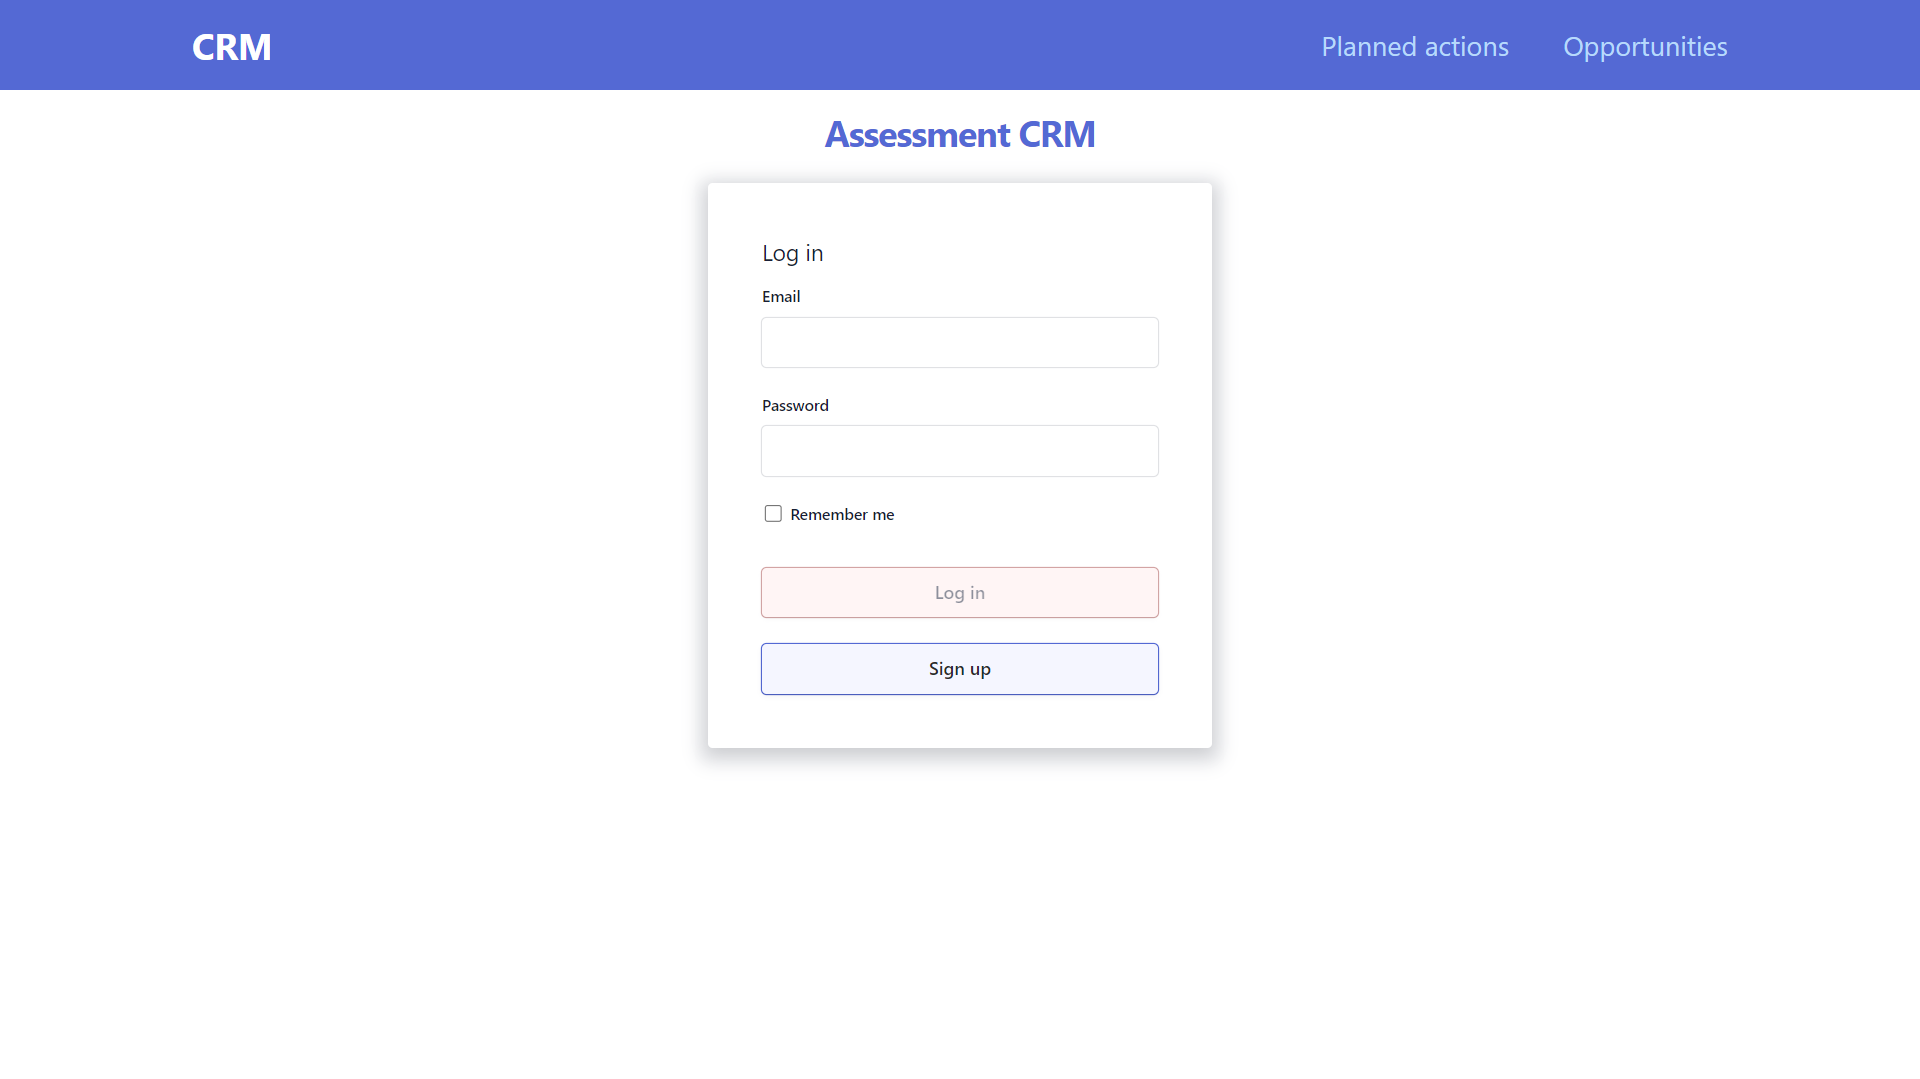 CRM
Planned actions
Opportunities
Assessment CRM
Log in
Email
Password
Remember me
Log in
Sign up